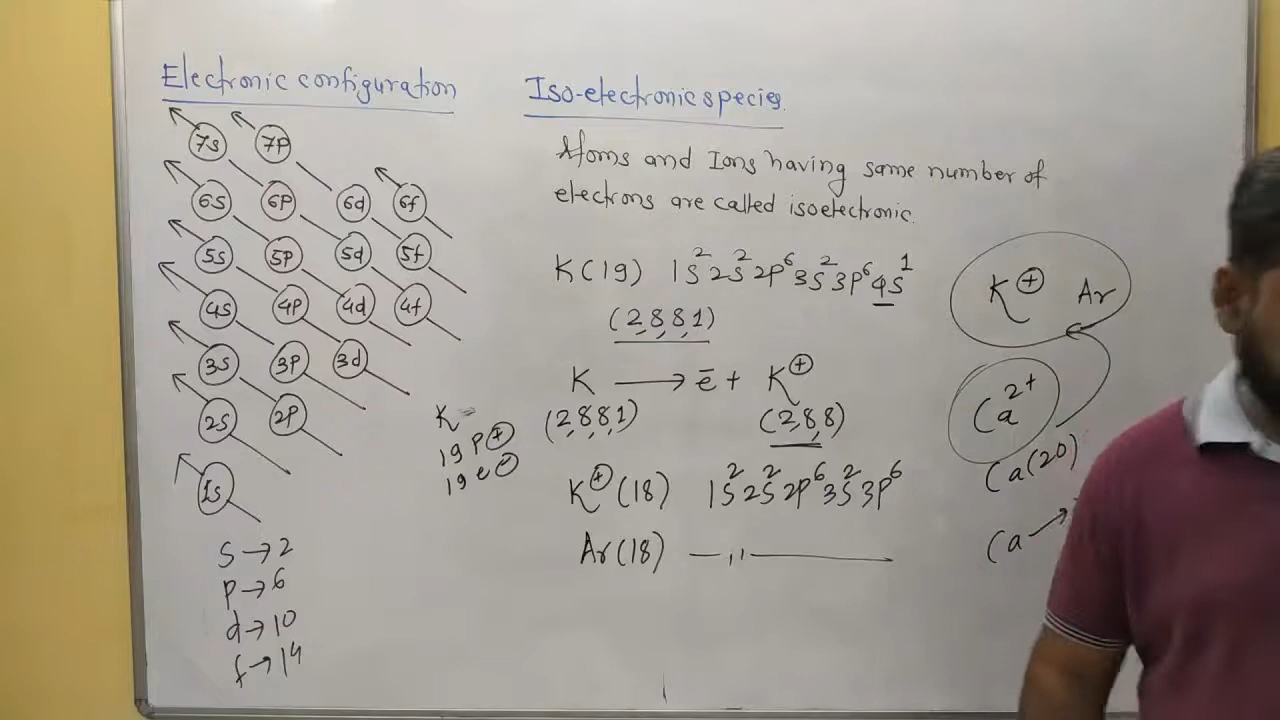 Electronic configuration
7s 7p
6s 6p 6d 6f
5s 5p 5d 5f
4s 4p 4d 4f
3s 3p 3d
2s 2p
1s
s → 2
p → 6
d → 10
f → 14
K
19 p⊕
19 e⊖
Iso-electronic species.
Atoms and Ions having same number of
electrons are called isoelectronic.
K(19) 1s² 2s² 2p⁶ 3s² 3p⁶ 4s¹
(2,8,8,1)
K ⟶ ē + K⊕
(2,8,8,1) (2,8,8)
K⊕(18) 1s² 2s² 2p⁶ 3s² 3p⁶
Ar(18) —,,—
K⊕ Ar
Ca²⁺
Ca(20)
Ca →